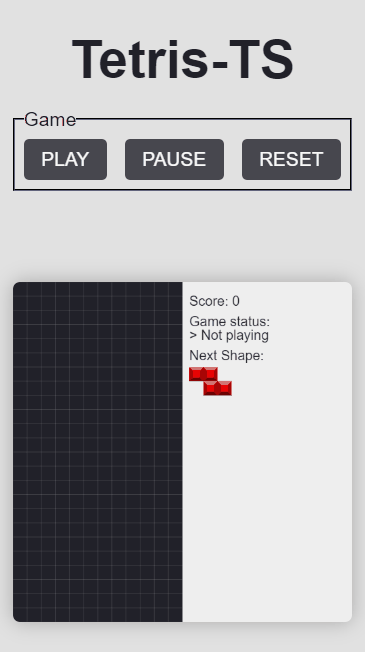 Tetris-TS
Game
PLAY PAUSE RESET
Score: 0
Game status:
> Not playing
Next Shape: